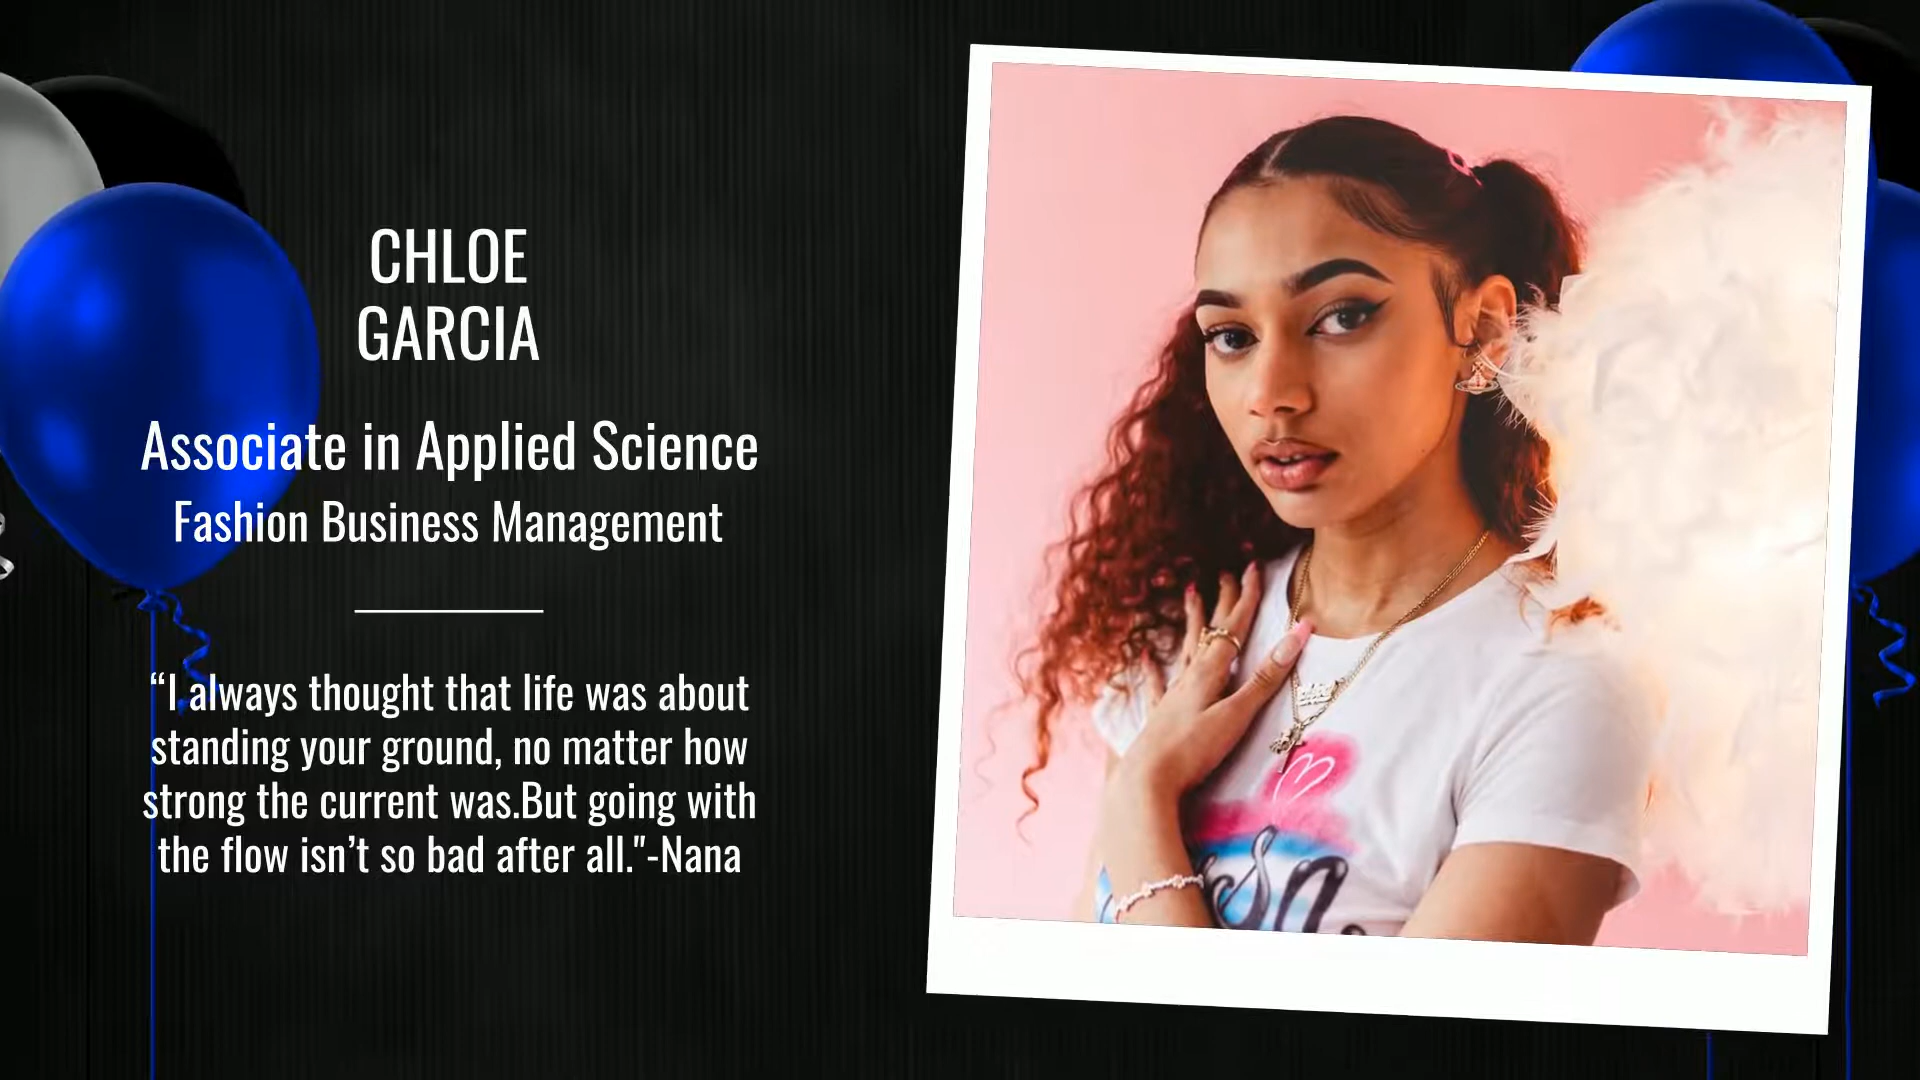 CHLOE
GARCIA
Associate in Applied Science
Fashion Business Management
“I always thought that life was about
standing your ground, no matter how
strong the current was.But going with
the flow isn’t so bad after all."-Nana